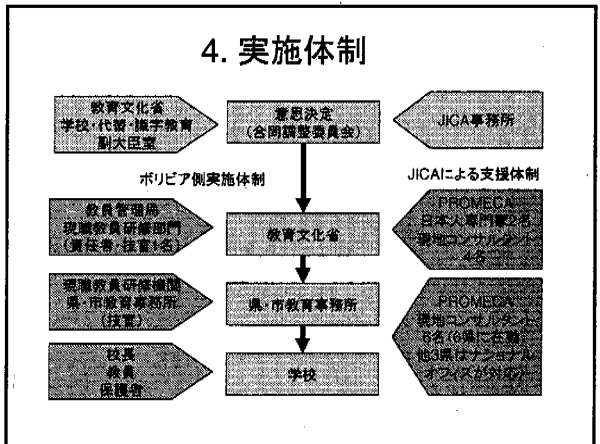 4. 実施体制
教育文化省
学校・代替・識字教育
副大臣室
意思決定
(合同調整委員会)
JICA事務所
ボリビア側実施体制
JICAによる支援体制
教員管理局
現職教員研修部門
(責任者・技官1名)
教育文化省
PROMECA
日本人専門家2名
現地コンサルタント
4名
現職教員研修機関
県・市教育事務所
(技官)
県・市教育事務所
PROMECA
現地コンサルタント
6名(6県に在勤
他3県はナショナル
オフィスが対応)
校長
教員
保護者
学校